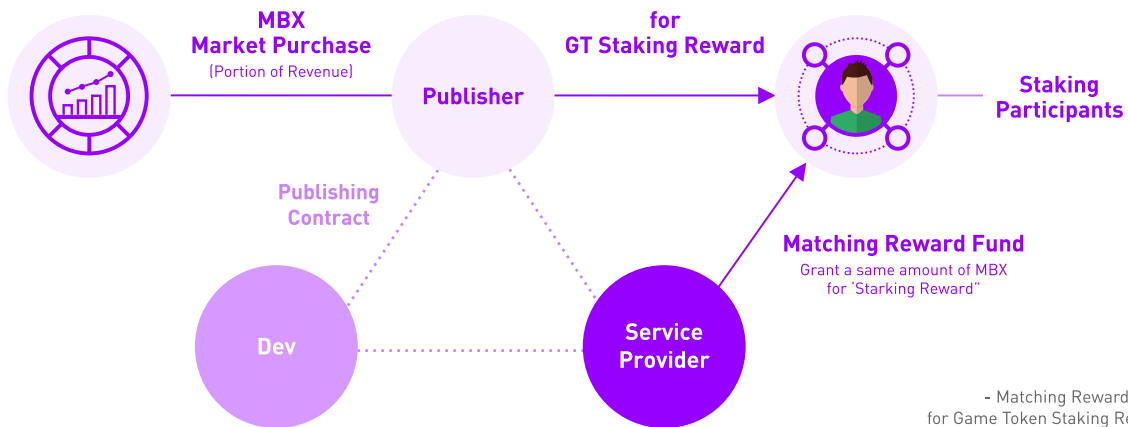 MBX
Market Purchase
(Portion of Revenue)
for
GT Staking Reward
Publisher
Staking
Participants
Publishing
Contract
Matching Reward Fund
Grant a same amount of MBX
for ‘Starking Reward”
Dev
Service
Provider
- Matching Reward
for Game Token Staking Re